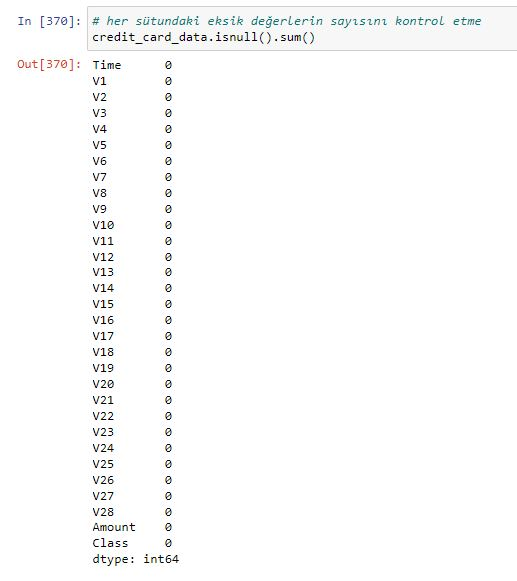 In [370]: # her sütundaki eksik değerlerin sayısını kontrol etme
credit_card_data.isnull().sum()
Out[370]: Time 0
V1 0
V2 0
V3 0
V4 0
V5 0
V6 0
V7 0
V8 0
V9 0
V10 0
V11 0
V12 0
V13 0
V14 0
V15 0
V16 0
V17 0
V18 0
V19 0
V20 0
V21 0
V22 0
V23 0
V24 0
V25 0
V26 0
V27 0
V28 0
Amount 0
Class 0
dtype: int64